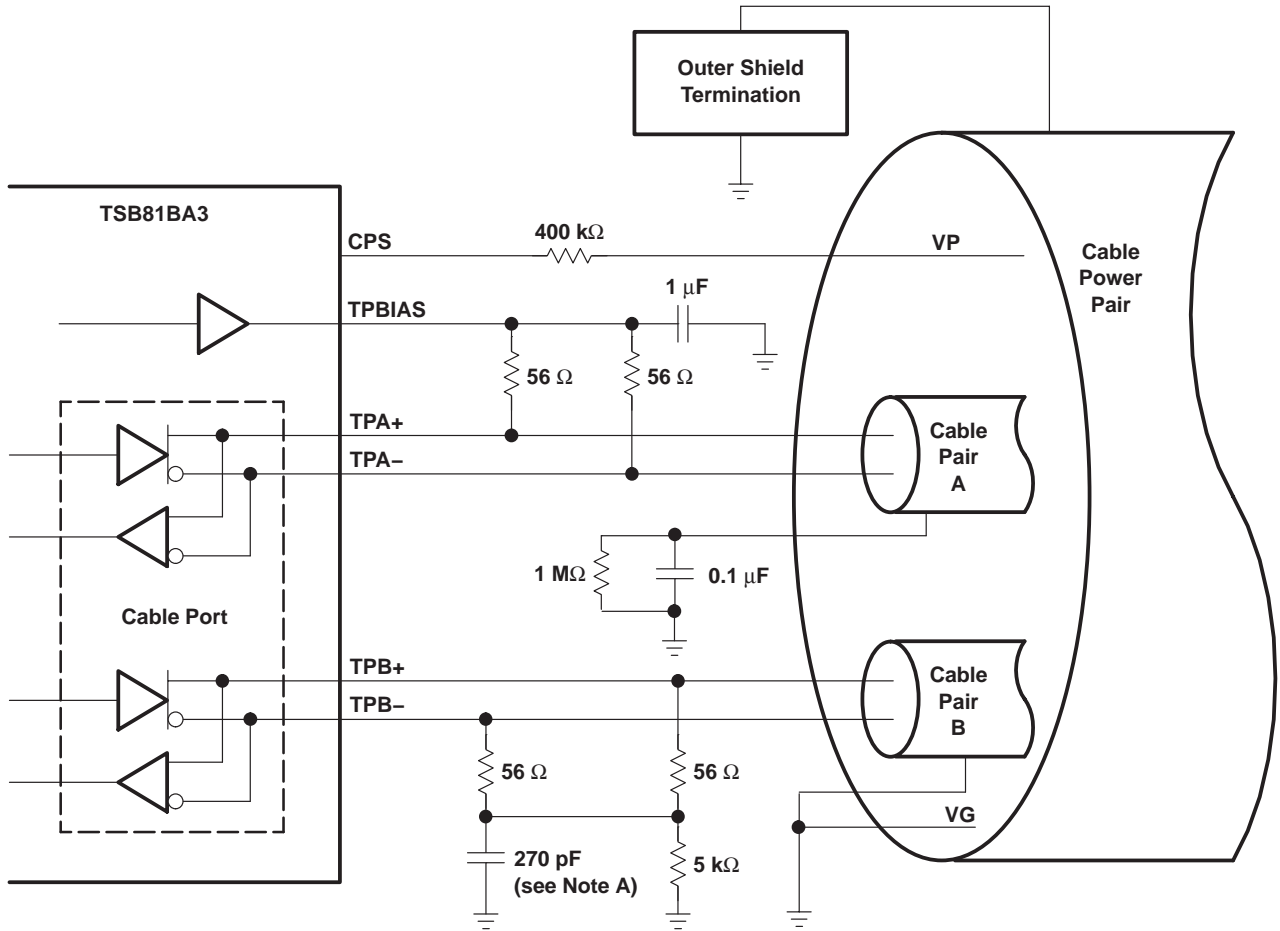 Outer Shield
Termination
TSB81BA3
CPS
400 kΩ
VP
Cable
Power
Pair
1 μF
TPBIAS
56 Ω
56 Ω
TPA+
TPA−
Cable
Pair
A
1 MΩ
0.1 μF
Cable Port
TPB+
TPB−
Cable
Pair
B
56 Ω
56 Ω
VG
270 pF
(see Note A)
5 kΩ